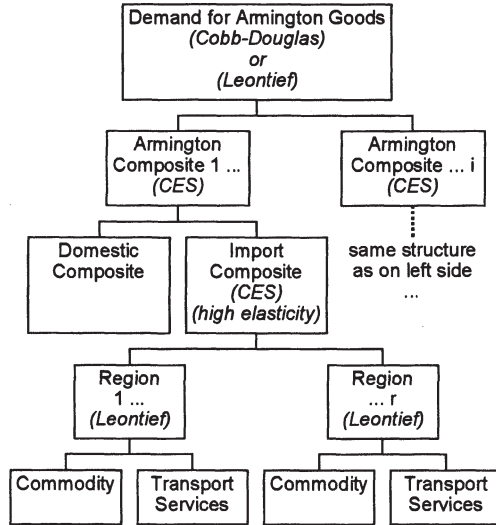 Demand for Armington Goods
(Cobb-Douglas)
or
(Leontief)
Armington
Composite 1 ...
(CES)
Armington
Composite ... i
(CES)
Domestic
Composite
Import
Composite
(CES)
(high elasticity)
same structure
as on left side
...
Region
1 ...
(Leontief)
Region
... r
(Leontief)
Commodity
Transport
Services
Commodity
Transport
Services